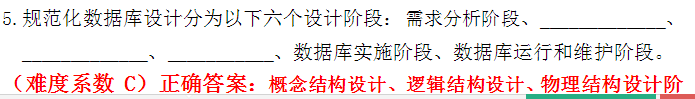 5.规范化数据库设计分为以下六个设计阶段：需求分析阶段、____________、
____________、____________、数据库实施阶段、数据库运行和维护阶段。
（难度系数 C）正确答案：概念结构设计、逻辑结构设计、物理结构设计阶